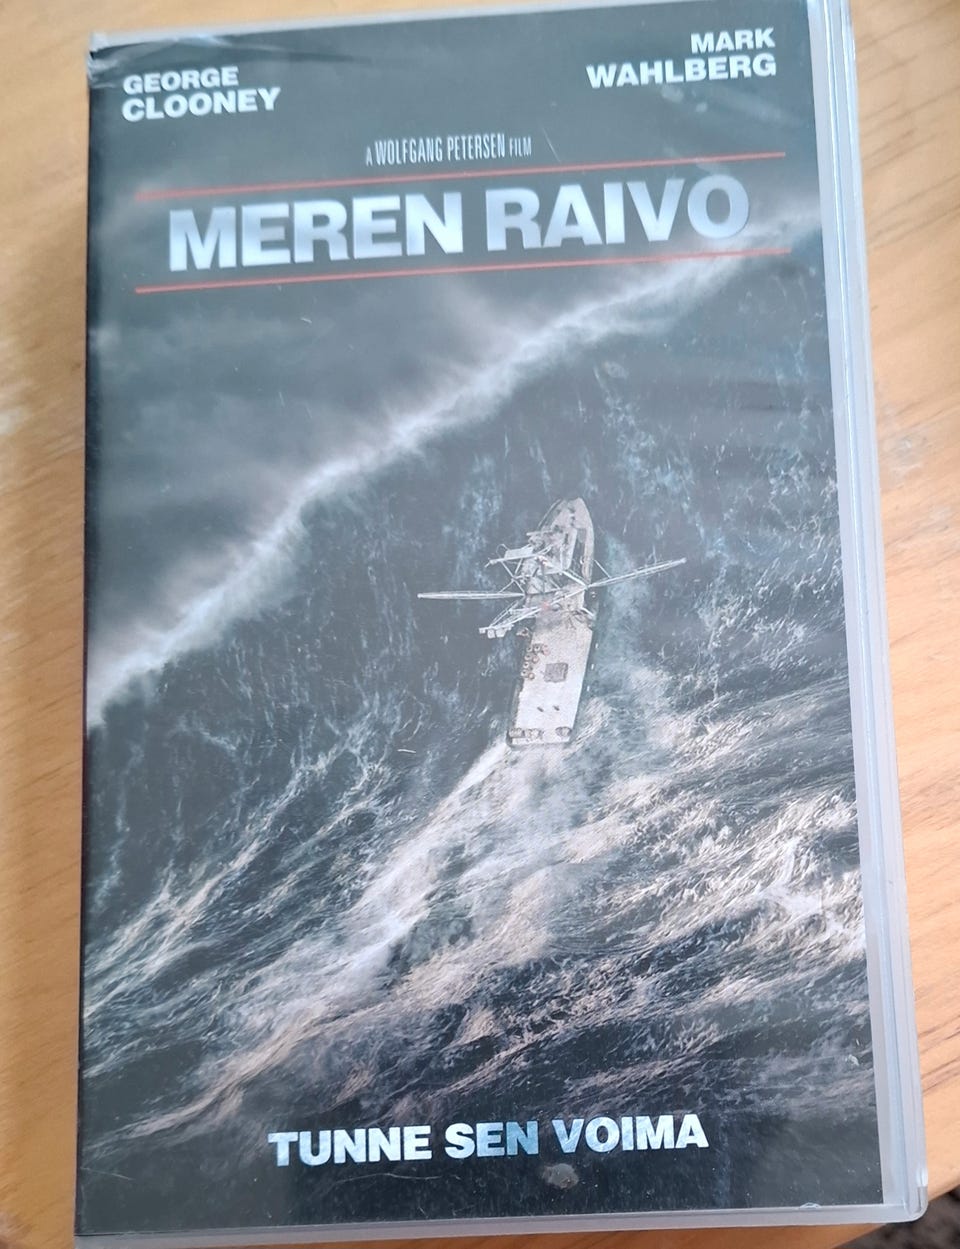 GEORGE
CLOONEY
MARK
WAHLBERG
A WOLFGANG PETERSEN FILM
MEREN RAIVO
TUNNE SEN VOIMA